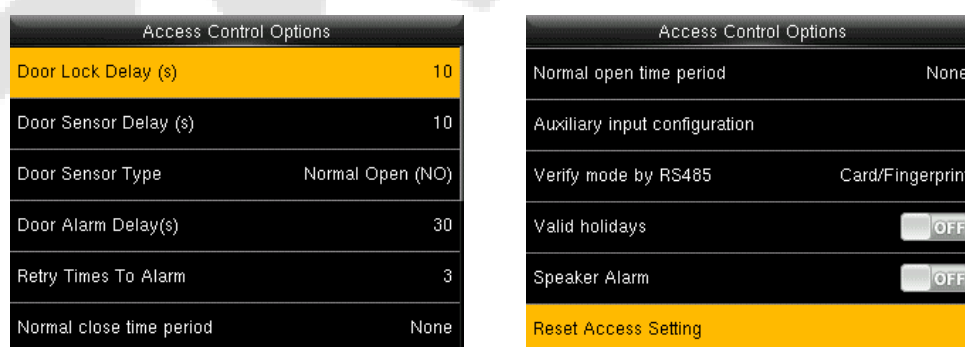 Access Control Options
Door Lock Delay (s) 10
Door Sensor Delay (s) 10
Door Sensor Type Normal Open (NO)
Door Alarm Delay(s) 30
Retry Times To Alarm 3
Normal close time period None
Access Control Options
Normal open time period None
Auxiliary input configuration
Verify mode by RS485 Card/Fingerprint
Valid holidays OFF
Speaker Alarm OFF
Reset Access Setting